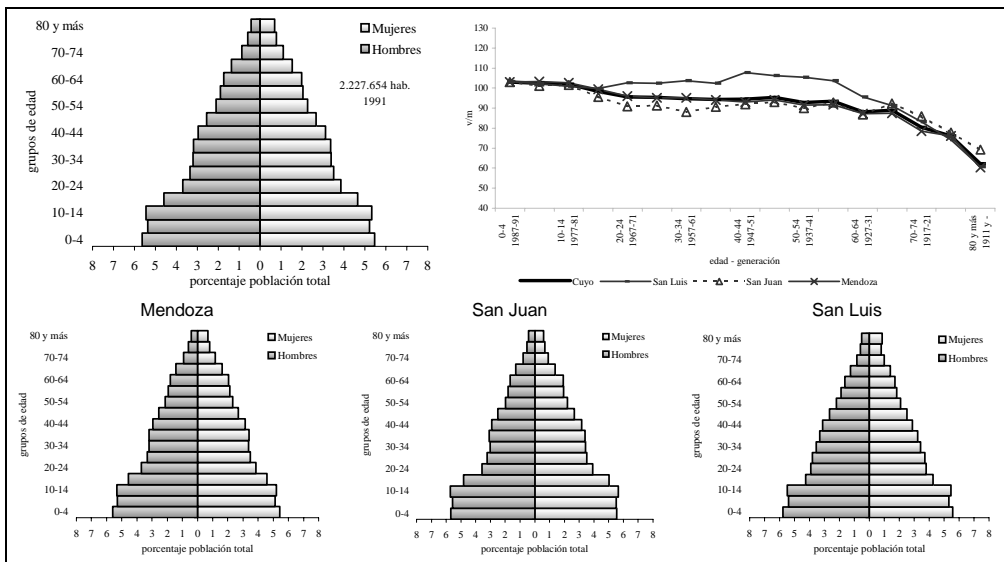 80 y más
70-74
60-64
50-54
40-44
30-34
20-24
10-14
0-4
grupos de edad
Mujeres
Hombres
2.227.654 hab.
1991
8 7 6 5 4 3 2 1 0 1 2 3 4 5 6 7 8
porcentaje población total
130
120
110
100
90
80
70
60
50
40
v/m
0-4
1987-91
10-14
1977-81
20-24
1967-71
30-34
1957-61
40-44
1947-51
50-54
1937-41
60-64
1927-31
70-74
1917-21
80 y más
1911 y -
edad - generación
Cuyo San Luis San Juan Mendoza
Mendoza
80 y más
70-74
60-64
50-54
40-44
30-34
20-24
10-14
0-4
grupos de edad
Mujeres
Hombres
8 7 6 5 4 3 2 1 0 1 2 3 4 5 6 7 8
porcentaje población total
San Juan
80 y más
70-74
60-64
50-54
40-44
30-34
20-24
10-14
0-4
grupos de edad
Mujeres
Hombres
8 7 6 5 4 3 2 1 0 1 2 3 4 5 6 7 8
porcentaje población total
San Luis
80 y más
70-74
60-64
50-54
40-44
30-34
20-24
10-14
0-4
grupos de edad
Mujeres
Hombres
8 7 6 5 4 3 2 1 0 1 2 3 4 5 6 7 8
porcentaje población total